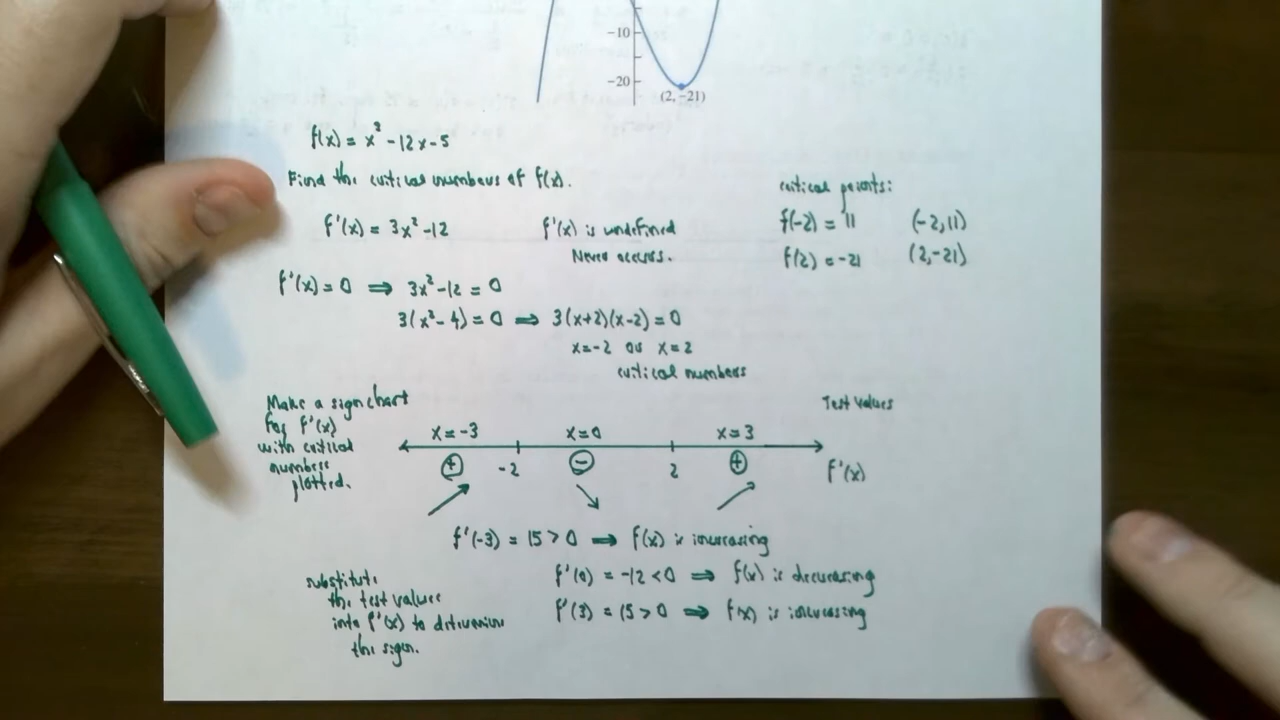 -10
-20
(2,-21)
f(x) = x³ - 12x - 5
Find the critical numbers of f(x).
f'(x) = 3x² - 12
f'(x) is undefined
Never occurs.
critical points:
f(-2) = 11 (-2,11)
f(2) = -21 (2,-21)
f'(x) = 0 ⟹ 3x² - 12 = 0
3(x² - 4) = 0 ⟹ 3(x+2)(x-2) = 0
x = -2 or x = 2
critical numbers
Make a sign chart
for f'(x)
with critical
numbers
plotted.
Test values
x = -3 x = 0 x = 3
+ -2 - 2 + f'(x)
f'(-3) = 15 > 0 ⟹ f(x) is increasing
f'(0) = -12 < 0 ⟹ f(x) is decreasing
f'(3) = 15 > 0 ⟹ f(x) is increasing
substitute
the test values
into f'(x) to determine
the sign.